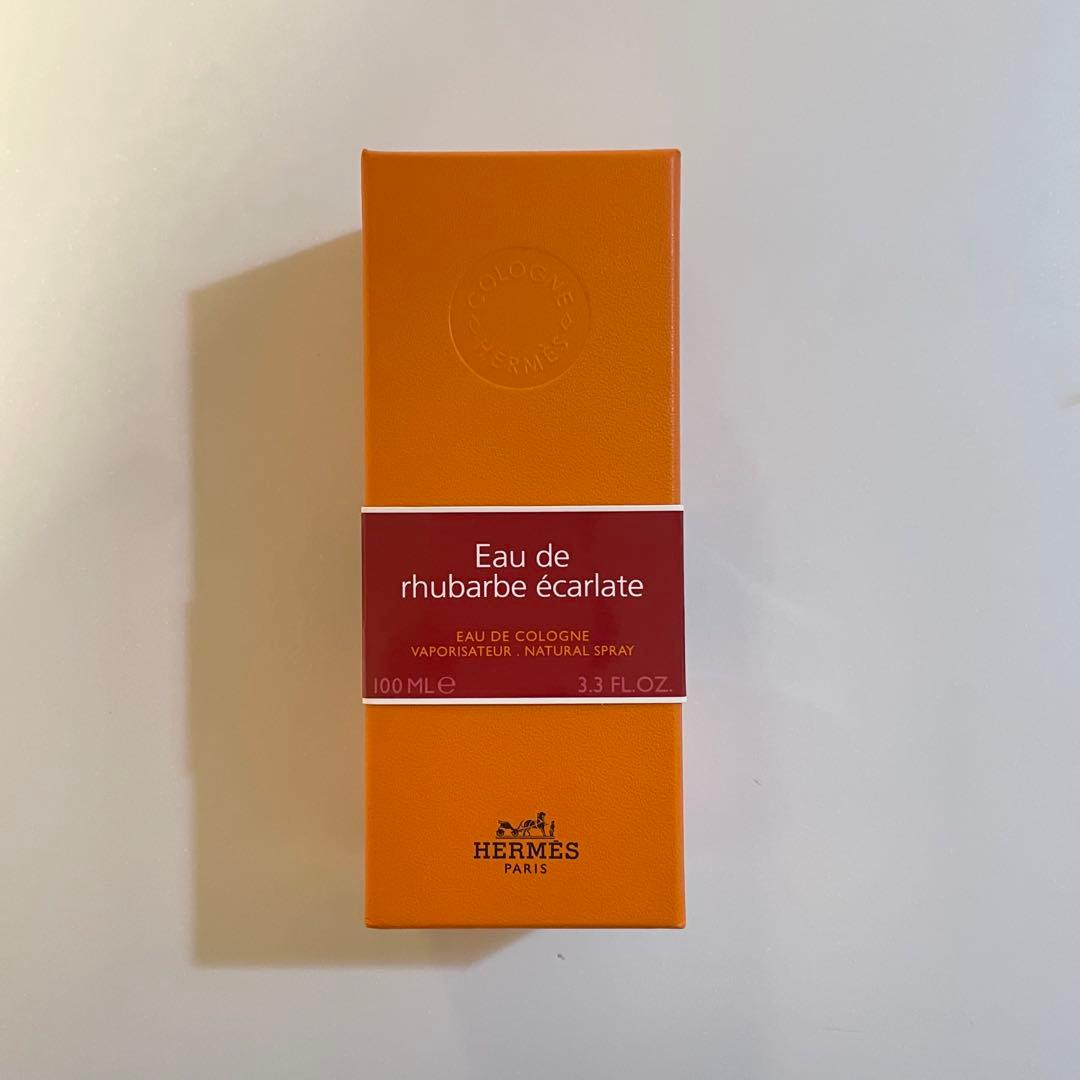 COLOGNE
HERMÈS
Eau de
rhubarbe écarlate
EAU DE COLOGNE
VAPORISATEUR . NATURAL SPRAY
100 ML ℮ 3.3 FL.OZ.
HERMÈS
PARIS